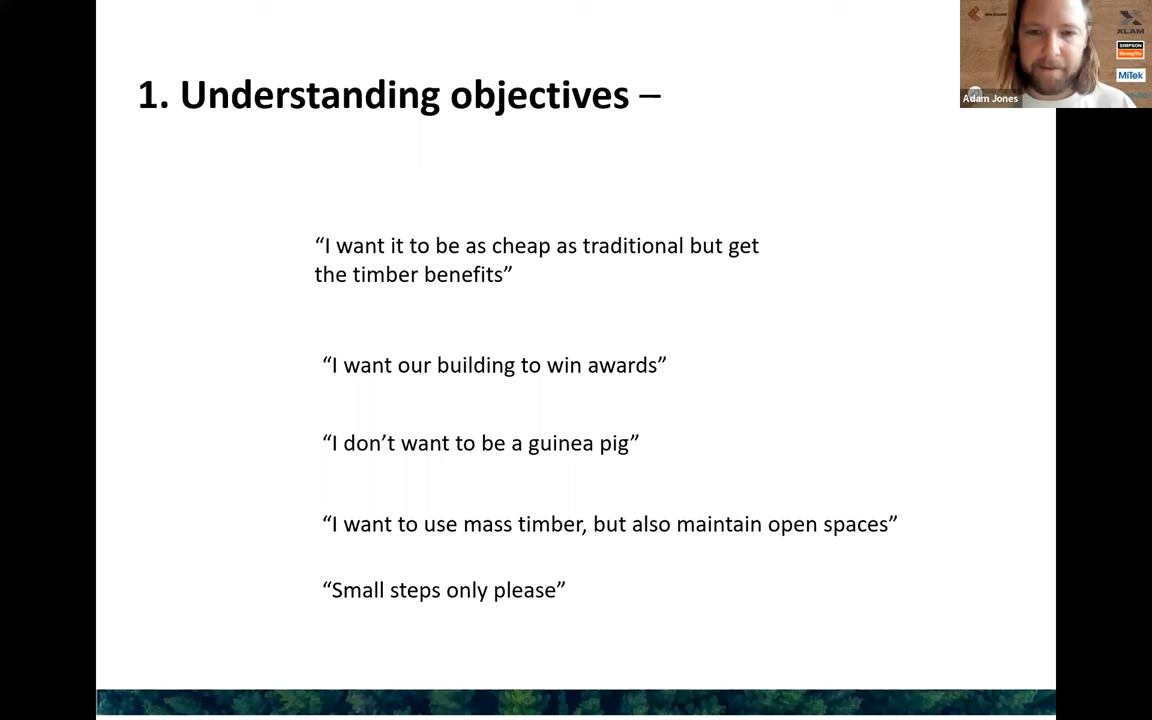 1. Understanding objectives –
“I want it to be as cheap as traditional but get
the timber benefits”
“I want our building to win awards”
“I don’t want to be a guinea pig”
“I want to use mass timber, but also maintain open spaces”
“Small steps only please”
XLAM
SIMPSON
Strong-Tie
MiTek
Adam Jones